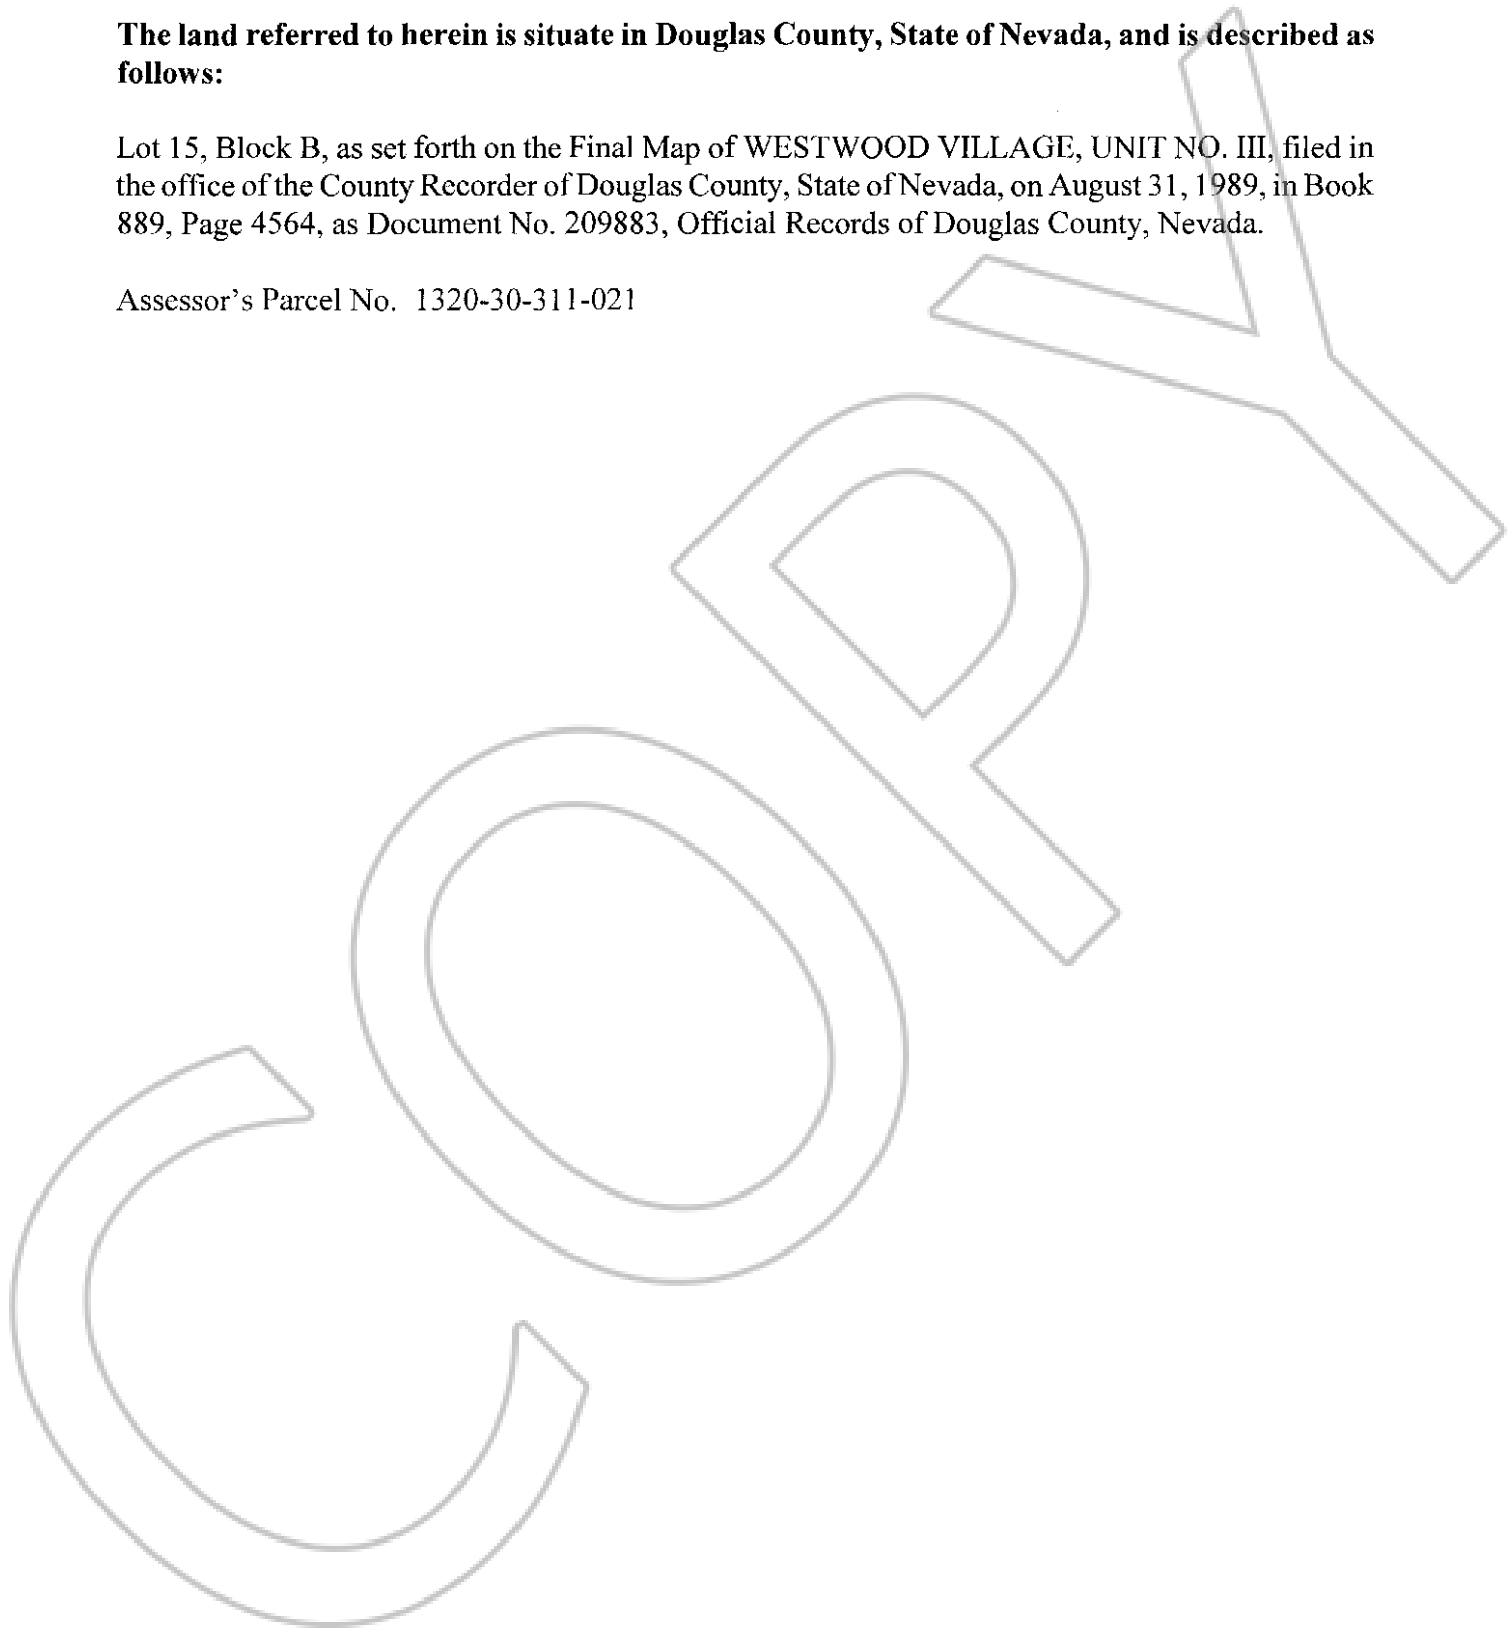 The land referred to herein is situate in Douglas County, State of Nevada, and is described as
follows:
Lot 15, Block B, as set forth on the Final Map of WESTWOOD VILLAGE, UNIT NO. III, filed in
the office of the County Recorder of Douglas County, State of Nevada, on August 31, 1989, in Book
889, Page 4564, as Document No. 209883, Official Records of Douglas County, Nevada.
Assessor's Parcel No. 1320-30-311-021
COPY